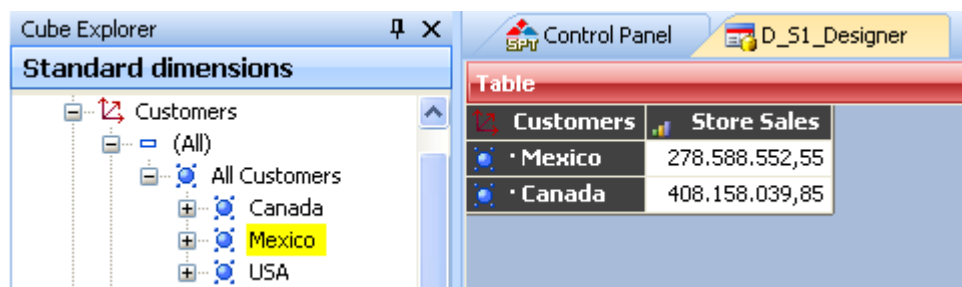 Cube Explorer
Standard dimensions
Customers
(All)
All Customers
Canada
Mexico
USA
SPT Control Panel D_S1_Designer
Table
Customers Store Sales
· Mexico 278.588.552,55
· Canada 408.158.039,85